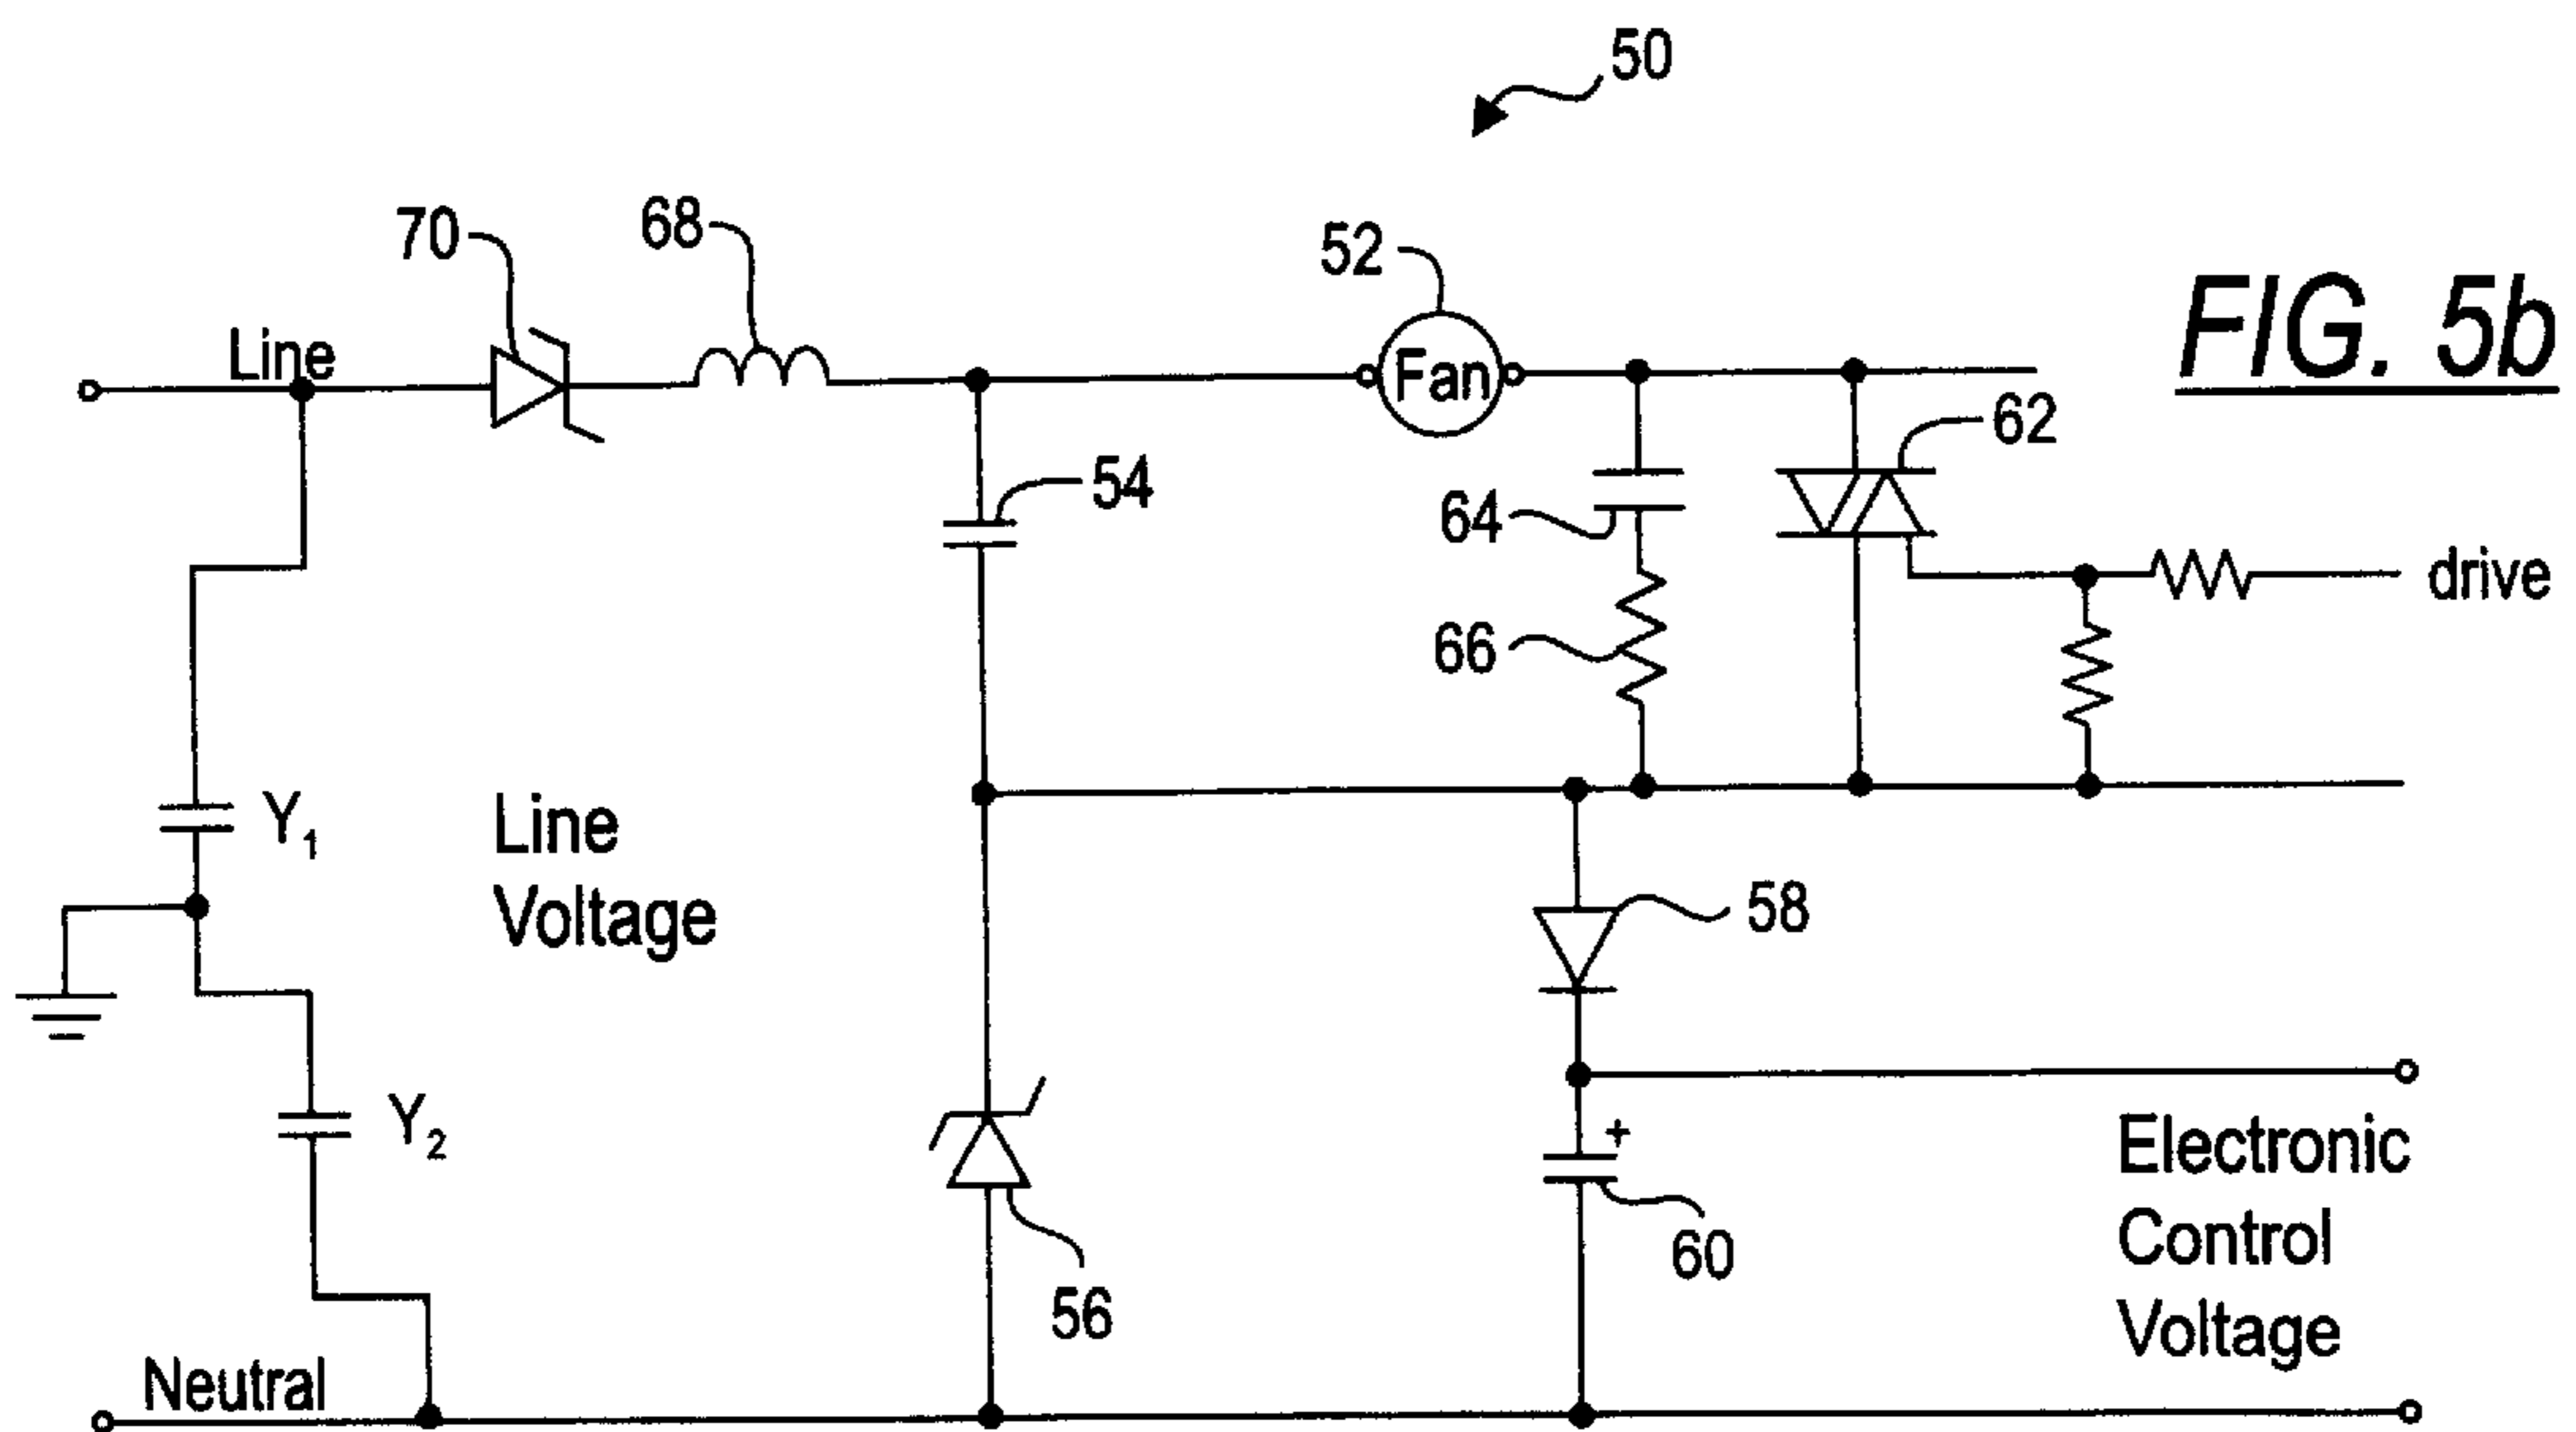 50
70
68
52
FIG. 5b
Line
Fan
62
54
64
drive
66
Y1
Line
Voltage
58
Y2
+
Electronic
Control
Voltage
60
56
Neutral